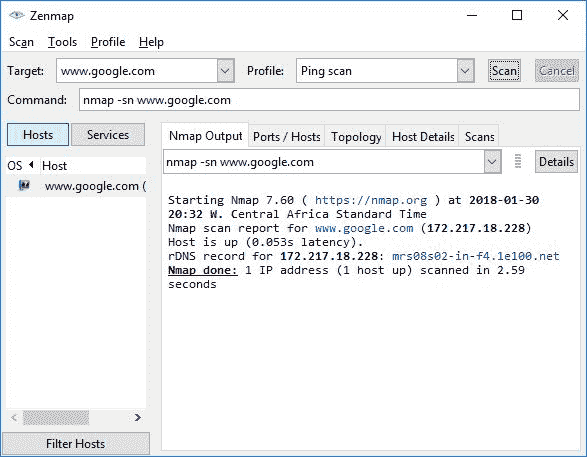 Zenmap
Scan Tools Profile Help
Target: www.google.com Profile: Ping scan Scan Cancel
Command: nmap -sn www.google.com
Hosts Services
Nmap Output Ports / Hosts Topology Host Details Scans
OS Host
nmap -sn www.google.com Details
www.google.com (
Starting Nmap 7.60 ( https://nmap.org ) at 2018-01-30
20:32 W. Central Africa Standard Time
Nmap scan report for www.google.com (172.217.18.228)
Host is up (0.053s latency).
rDNS record for 172.217.18.228: mrs08s02-in-f4.1e100.net
Nmap done: 1 IP address (1 host up) scanned in 2.59
seconds
Filter Hosts